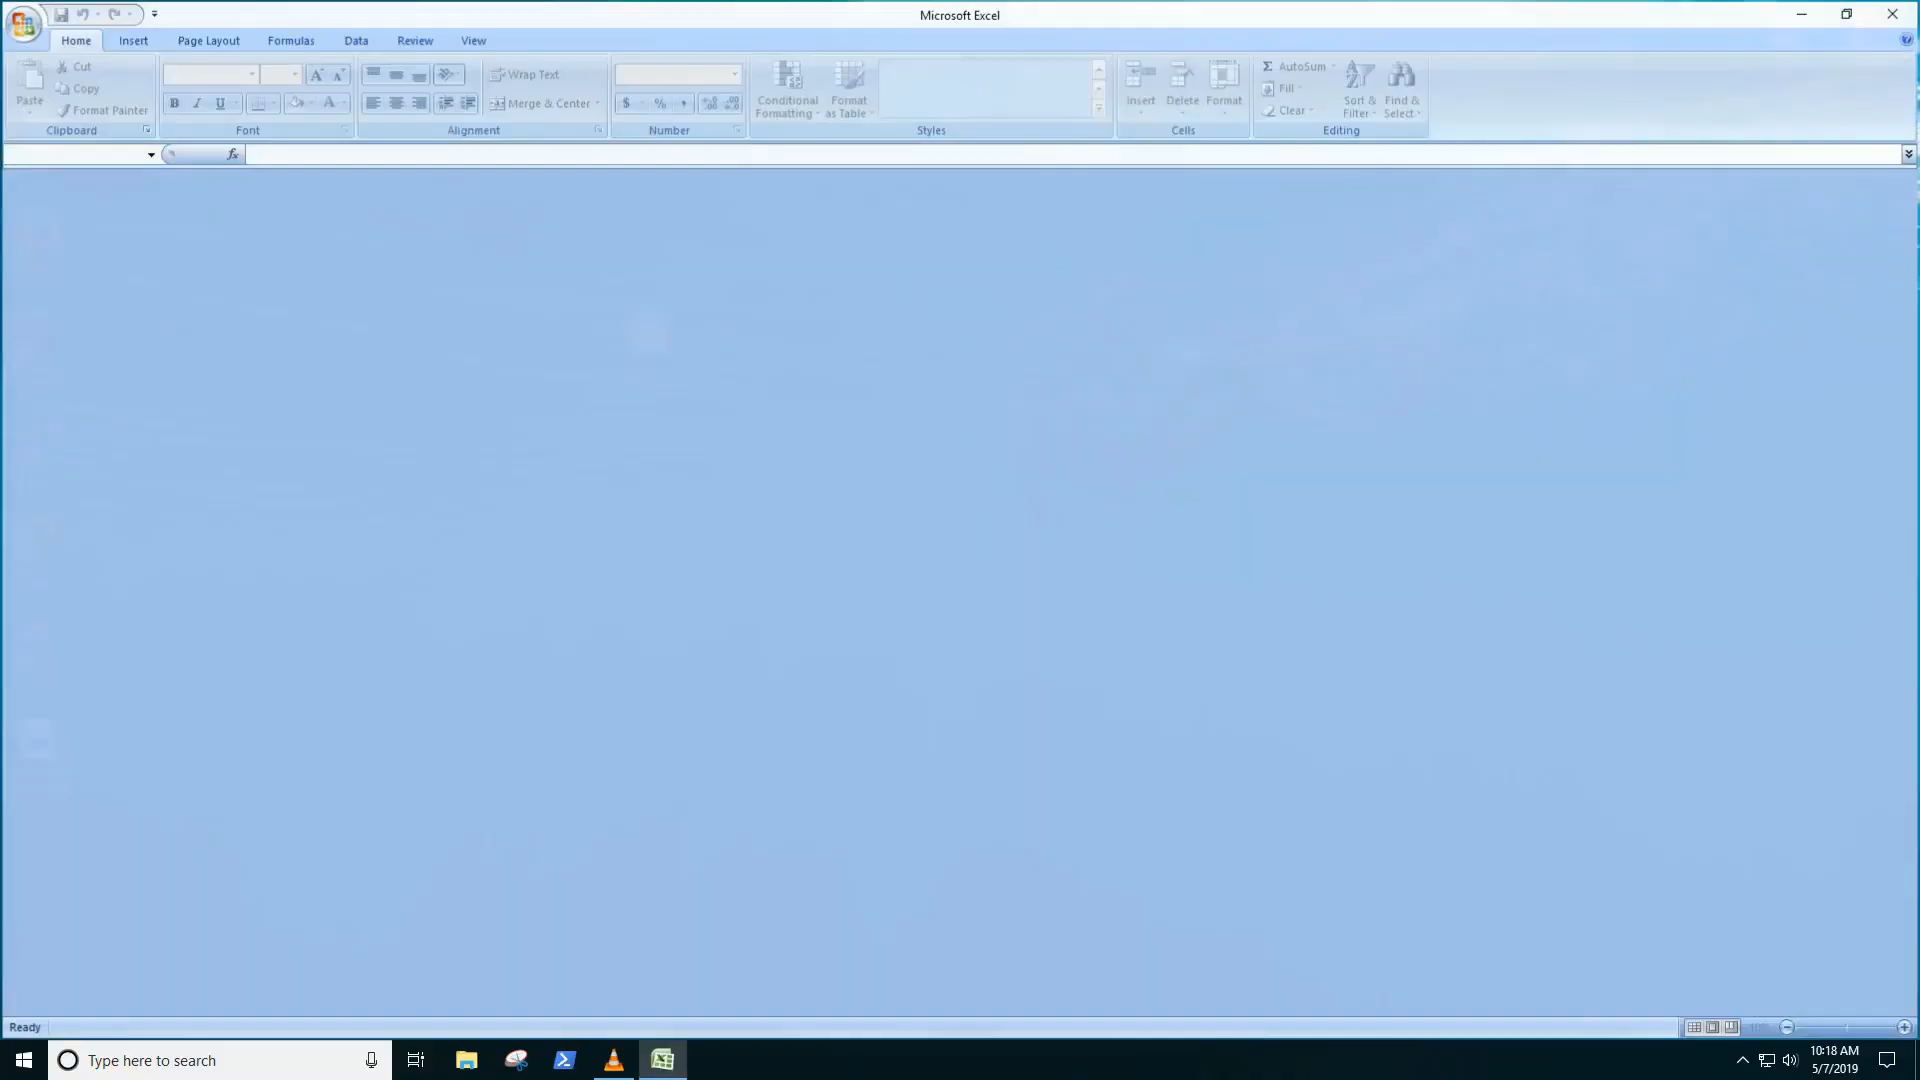 Microsoft Excel
Home Insert Page Layout Formulas Data Review View
Paste
Cut
Copy
Format Painter
Clipboard
B I U
Font
Wrap Text
Merge & Center
Alignment
$ % ,
Number
Conditional Formatting
Format as Table
Styles
Insert Delete Format
Cells
Σ AutoSum
Fill
Clear
Sort & Filter
Find & Select
Editing
fx
Ready
Type here to search
10:18 AM
5/7/2019